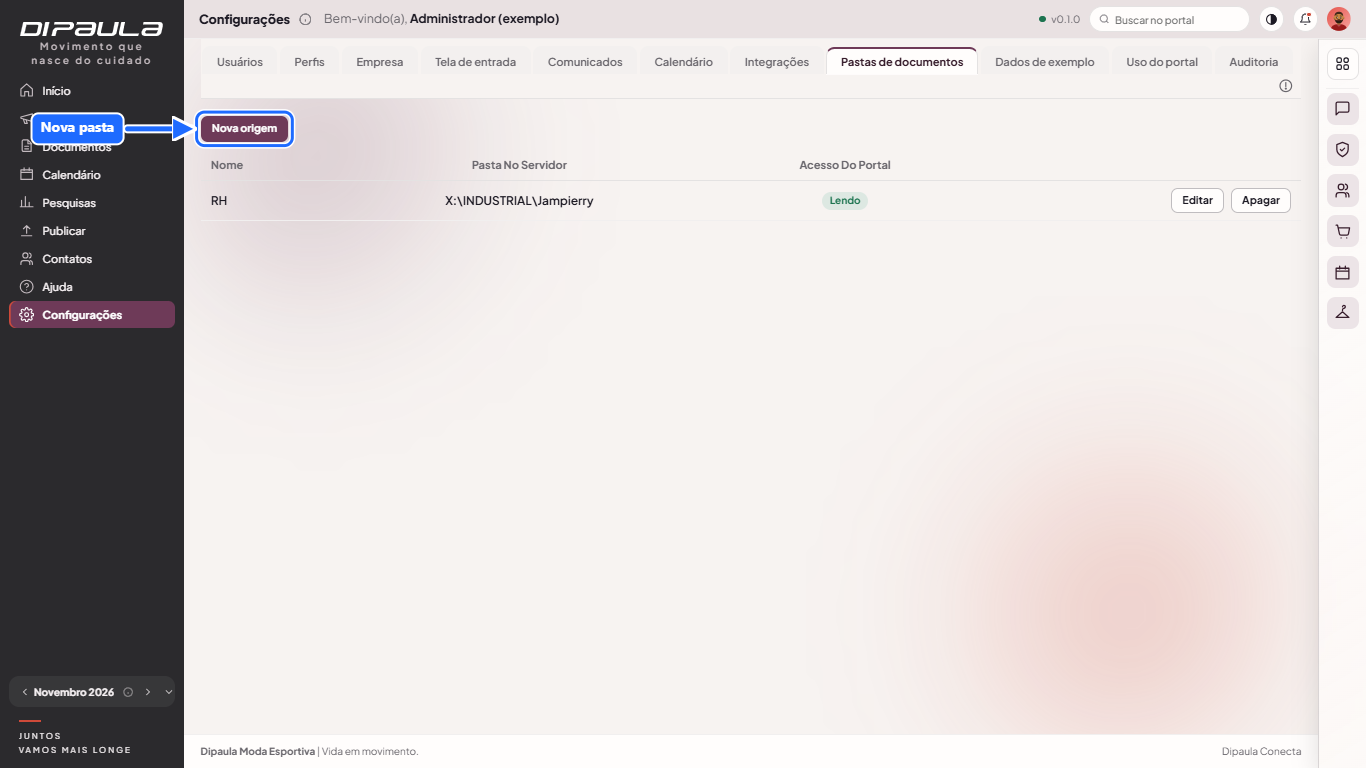 DIPAULA
Movimento que
nasce do cuidado
Início
Documentos
Calendário
Pesquisas
Publicar
Contatos
Ajuda
Configurações
Novembro 2026
JUNTOS
VAMOS MAIS LONGE
Configurações
Bem-vindo(a), Administrador (exemplo)
v0.1.0
Buscar no portal
Usuários
Perfis
Empresa
Tela de entrada
Comunicados
Calendário
Integrações
Pastas de documentos
Dados de exemplo
Uso do portal
Auditoria
Nova pasta
Nova origem
Nome
Pasta No Servidor
Acesso Do Portal
RH
X:\INDUSTRIAL\Jampierry
Lendo
Editar
Apagar
Dipaula Moda Esportiva | Vida em movimento.
Dipaula Conecta